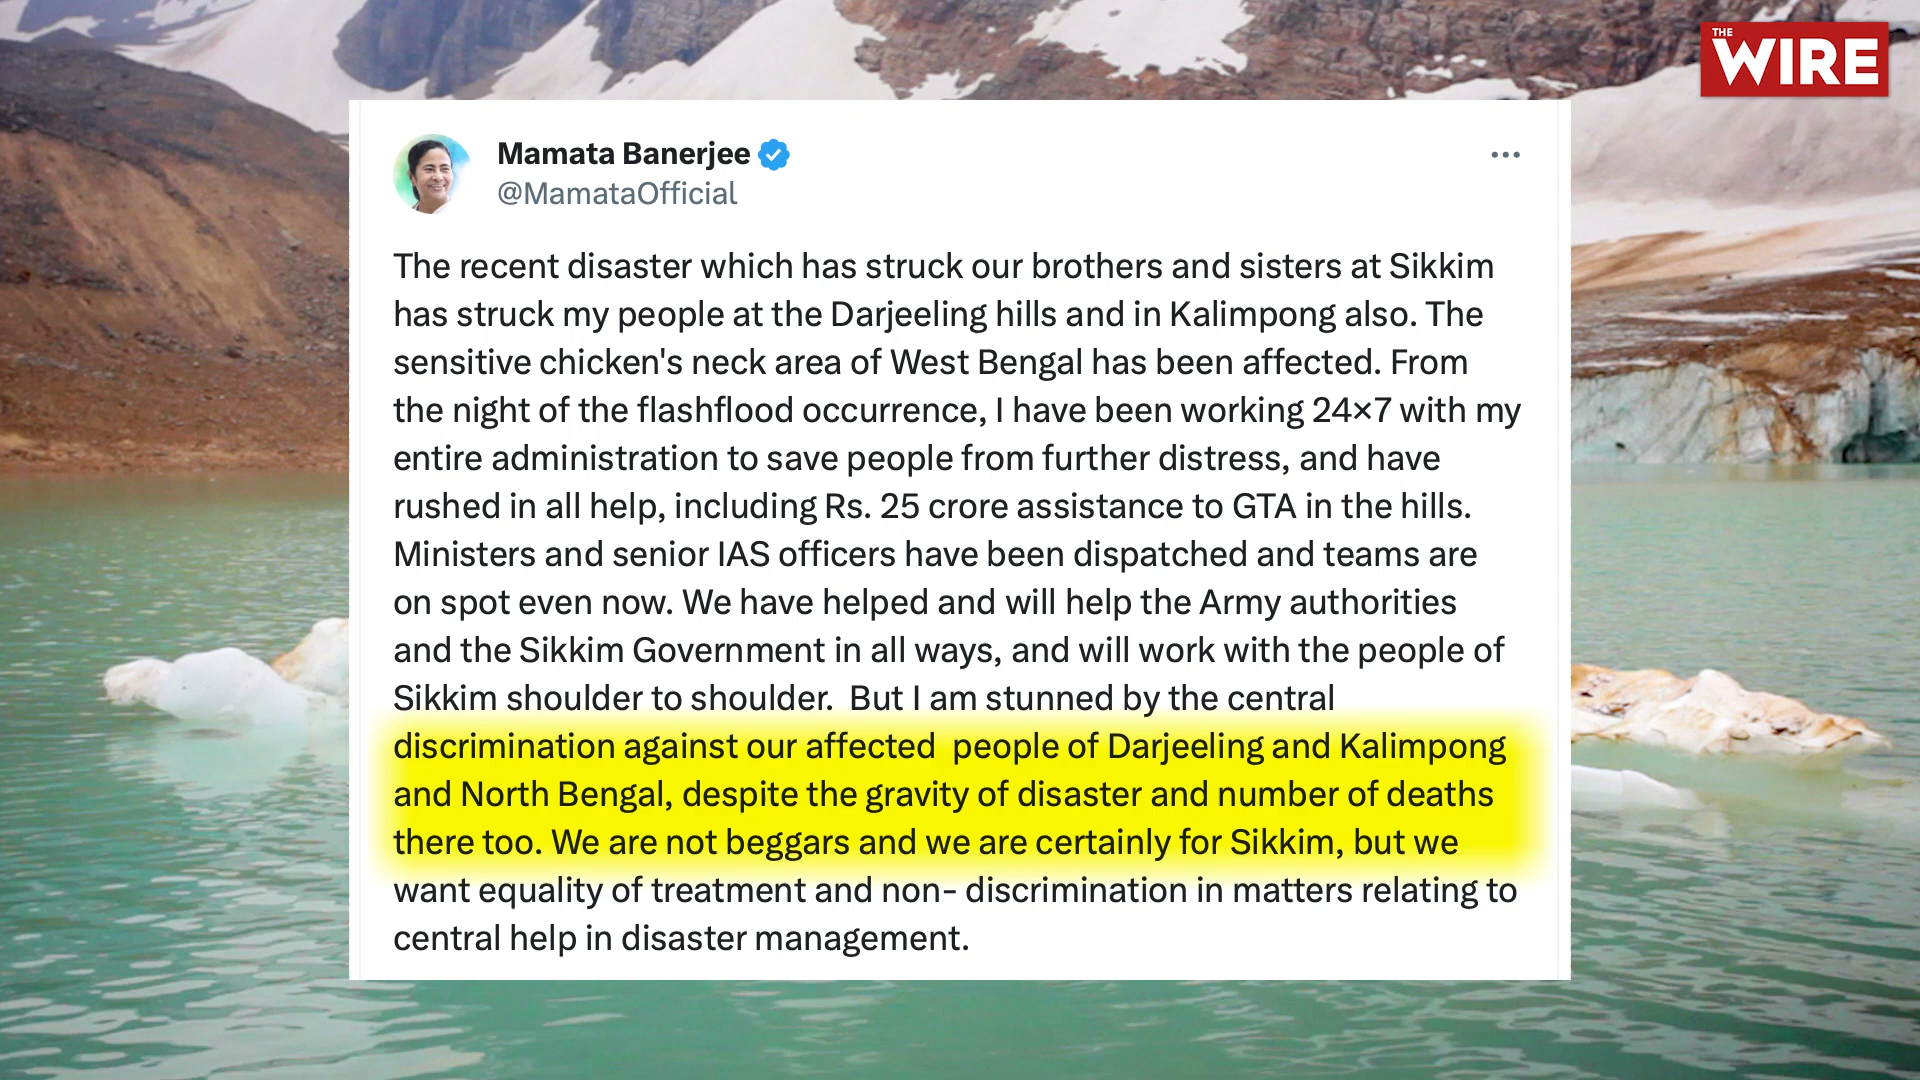 THE
WIRE
Mamata Banerjee
@MamataOfficial
The recent disaster which has struck our brothers and sisters at Sikkim
has struck my people at the Darjeeling hills and in Kalimpong also. The
sensitive chicken's neck area of West Bengal has been affected. From
the night of the flashflood occurrence, I have been working 24×7 with my
entire administration to save people from further distress, and have
rushed in all help, including Rs. 25 crore assistance to GTA in the hills.
Ministers and senior IAS officers have been dispatched and teams are
on spot even now. We have helped and will help the Army authorities
and the Sikkim Government in all ways, and will work with the people of
Sikkim shoulder to shoulder.  But I am stunned by the central
discrimination against our affected  people of Darjeeling and Kalimpong
and North Bengal, despite the gravity of disaster and number of deaths
there too. We are not beggars and we are certainly for Sikkim, but we
want equality of treatment and non- discrimination in matters relating to
central help in disaster management.